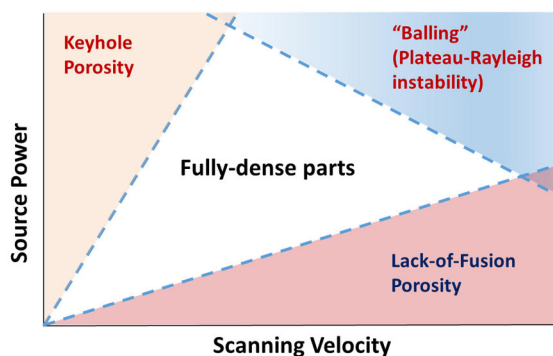 Keyhole
Porosity
“Balling”
(Plateau-Rayleigh
instability)
Fully-dense parts
Lack-of-Fusion
Porosity
Source Power
Scanning Velocity